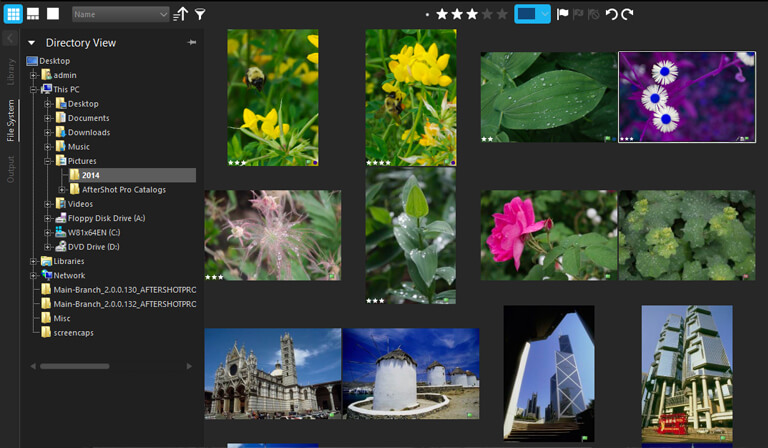 Name
Directory View
Desktop
admin
This PC
Desktop
Documents
Downloads
Music
Pictures
2014
AfterShot Pro Catalogs
Videos
Floppy Disk Drive (A:)
W81x64EN (C:)
DVD Drive (D:)
Libraries
Network
Main-Branch_2.0.0.130_AFTERSHOTPRO
Main-Branch_2.0.0.132_AFTERSHOTPRO
Misc
screencaps
Library
File System
Output